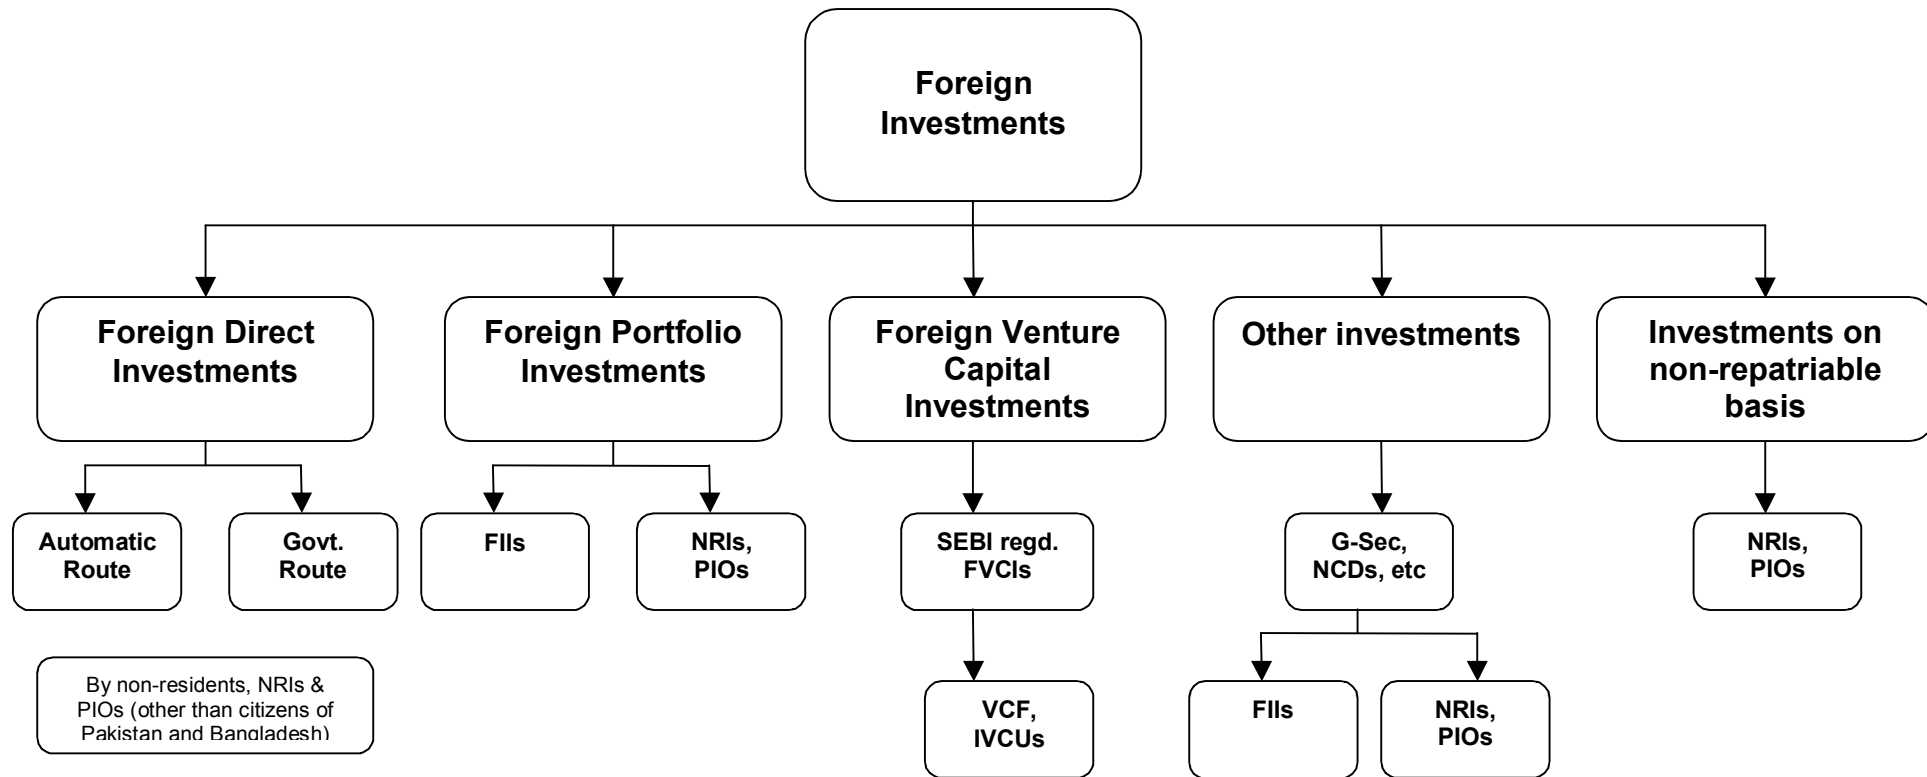 Foreign
Investments
Foreign Direct
Investments
Foreign Portfolio
Investments
Foreign Venture
Capital
Investments
Other investments
Investments on
non-repatriable
basis
Automatic
Route
Govt.
Route
FIIs
NRIs,
PIOs
SEBI regd.
FVCIs
G-Sec,
NCDs, etc
NRIs,
PIOs
By non-residents, NRIs &
PIOs (other than citizens of
Pakistan and Bangladesh)
VCF,
IVCUs
FIIs
NRIs,
PIOs